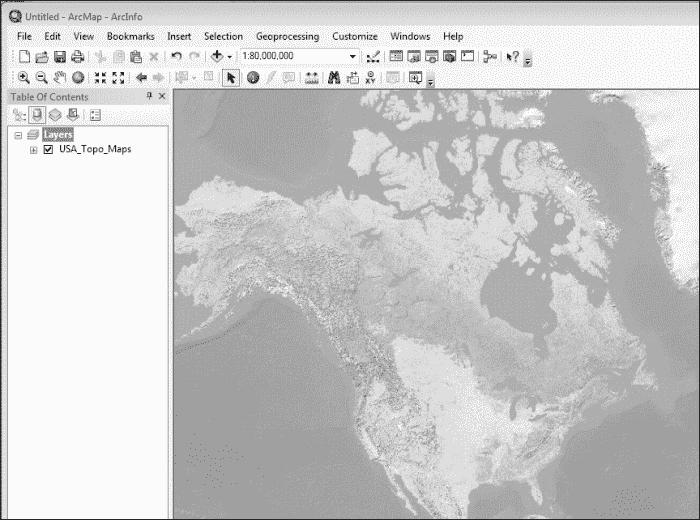 Untitled - ArcMap - ArcInfo
File Edit View Bookmarks Insert Selection Geoprocessing Customize Windows Help
1:80,000,000
Table Of Contents
Layers
USA_Topo_Maps